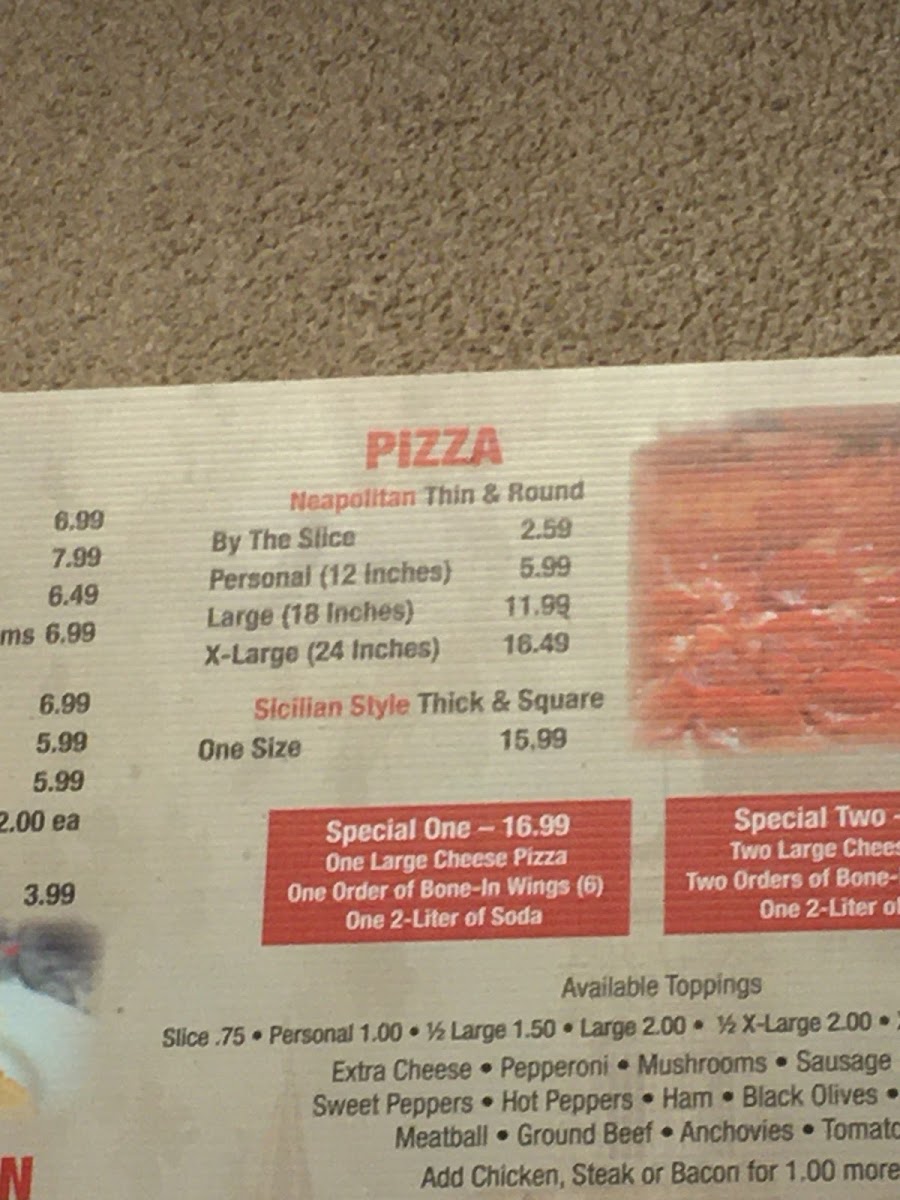 6.99
7.99
6.49
ms 6.99
6.99
5.99
5.99
2.00 ea
3.99
N
PIZZA
Neapolitan Thin & Round
By The Slice 2.59
Personal (12 Inches) 5.99
Large (18 Inches) 11.99
X-Large (24 Inches) 16.49
Sicilian Style Thick & Square
One Size 15.99
Special One – 16.99
One Large Cheese Pizza
One Order of Bone-In Wings (6)
One 2-Liter of Soda
Special Two -
Two Large Chees
Two Orders of Bone-
One 2-Liter of
Available Toppings
Slice .75 • Personal 1.00 • ½ Large 1.50 • Large 2.00 • ½ X-Large 2.00 •
Extra Cheese • Pepperoni • Mushrooms • Sausage
Sweet Peppers • Hot Peppers • Ham • Black Olives •
Meatball • Ground Beef • Anchovies • Tomato
Add Chicken, Steak or Bacon for 1.00 more